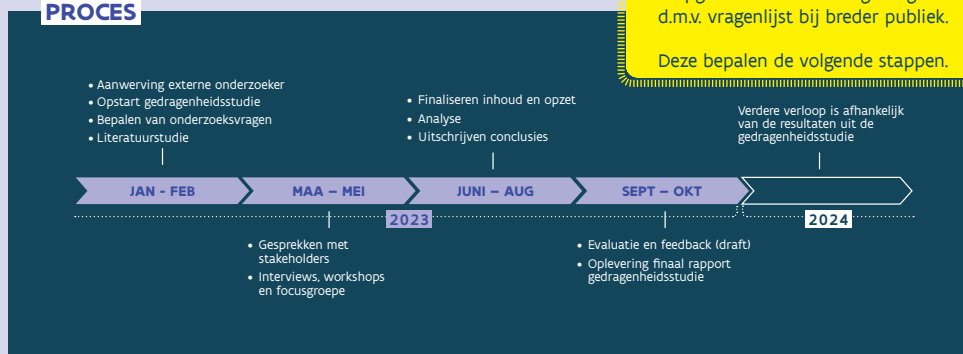 PROCES
d.m.v. vragenlijst bij breder publiek.
Deze bepalen de volgende stappen.
• Aanwerving externe onderzoeker
• Opstart gedragenheidsstudie
• Bepalen van onderzoeksvragen
• Literatuurstudie
• Finaliseren inhoud en opzet
• Analyse
• Uitschrijven conclusies
Verdere verloop is afhankelijk
van de resultaten uit de
gedragenheidsstudie
JAN - FEB
MAA – MEI
JUNI – AUG
SEPT – OKT
2023
2024
• Gesprekken met
stakeholders
• Interviews, workshops
en focusgroepe
• Evaluatie en feedback (draft)
• Oplevering finaal rapport
gedragenheidsstudie